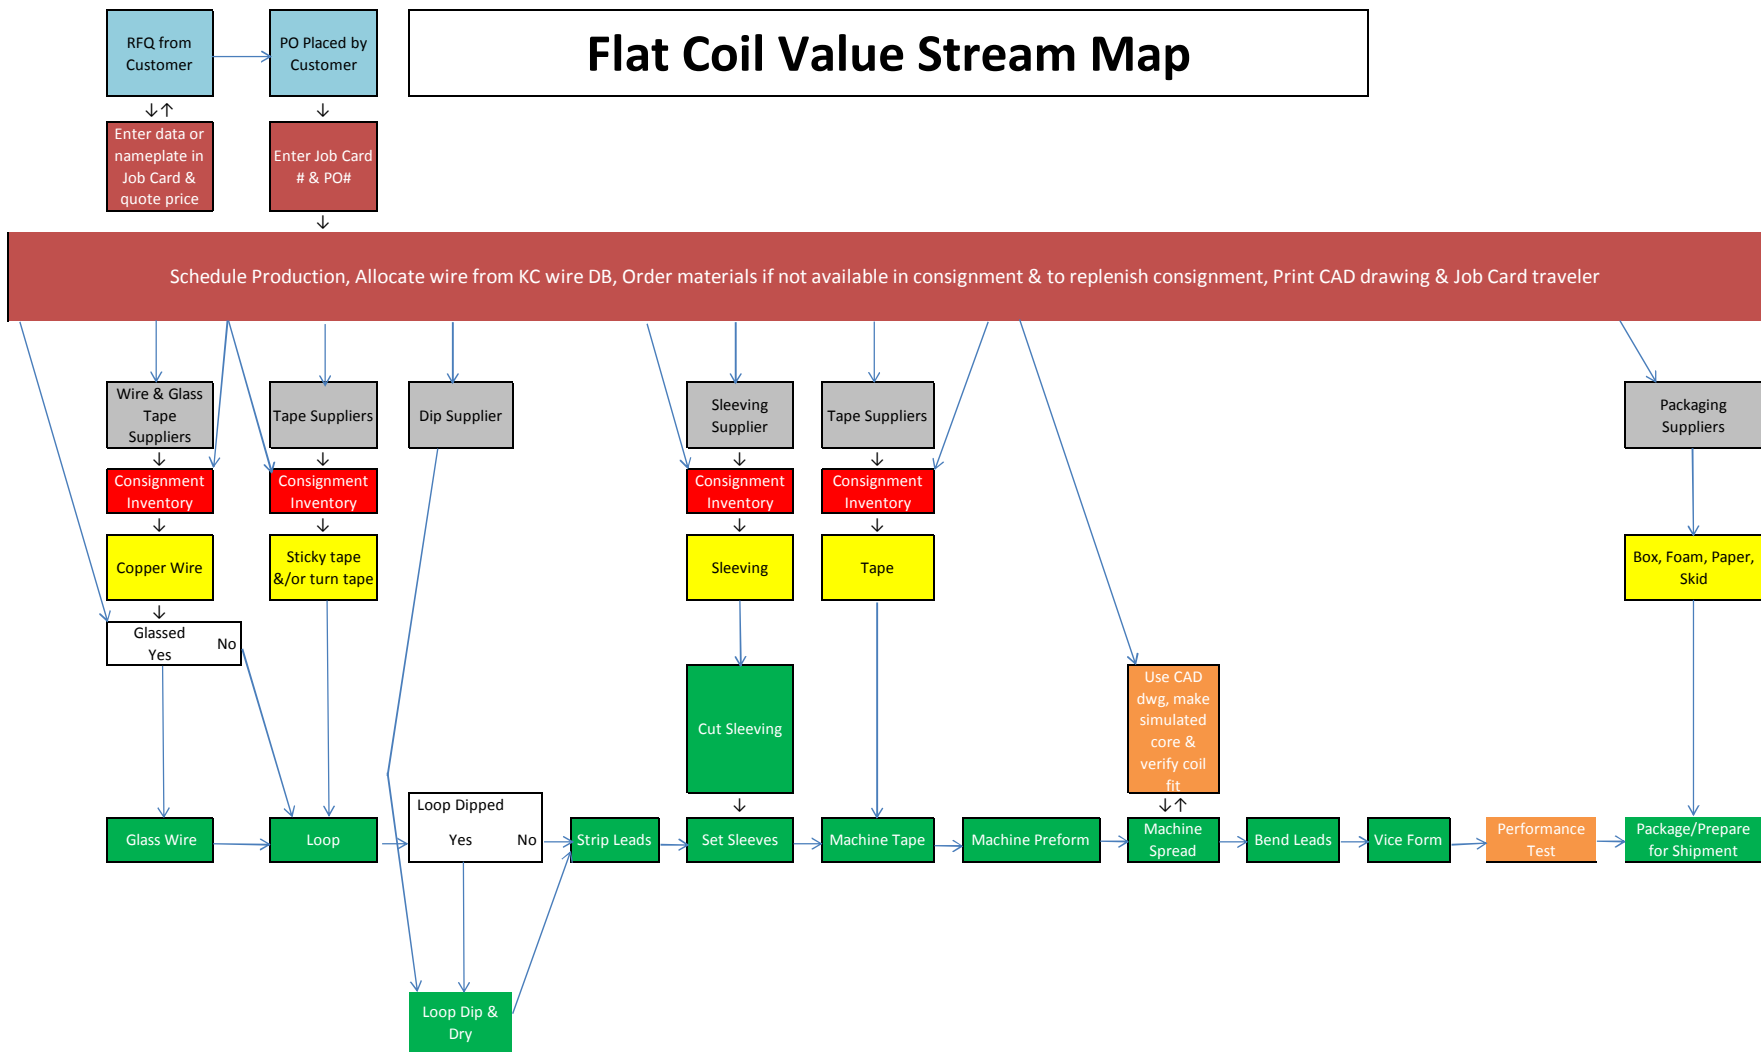 Flat Coil Value Stream Map
RFQ from
Customer
PO Placed by
Customer
↓↑
↓
Enter data or
nameplate in
Job Card &
quote price
Enter Job Card
# & PO#
↓
Schedule Production, Allocate wire from KC wire DB, Order materials if not available in consignment & to replenish consignment, Print CAD drawing & Job Card traveler
Wire & Glass
Tape
Suppliers
Tape Suppliers
Dip Supplier
Sleeving
Supplier
Tape Suppliers
Packaging
Suppliers
↓
↓
↓
↓
Consignment
Inventory
Consignment
Inventory
Consignment
Inventory
Consignment
Inventory
↓
↓
↓
↓
Copper Wire
Sticky tape
&/or turn tape
Sleeving
Tape
Box, Foam, Paper,
Skid
↓
Glassed
Yes
No
Cut Sleeving
Use CAD
dwg, make
simulated
core &
verify coil
fit
↓
↓↑
Glass Wire
Loop
Loop Dipped
Yes
No
Strip Leads
Set Sleeves
Machine Tape
Machine Preform
Machine
Spread
Bend Leads
Vice Form
Performance
Test
Package/Prepare
for Shipment
Loop Dip &
Dry